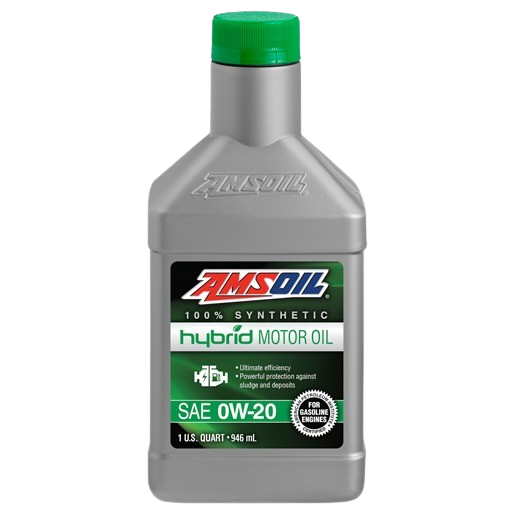 AMSOIL
AMSOIL®
100% SYNTHETIC
hybrid MOTOR OIL
• Ultimate efficiency
• Powerful protection against
sludge and deposits
SAE 0W-20
FOR
GASOLINE
ENGINES
1 U.S. QUART • 946 mL